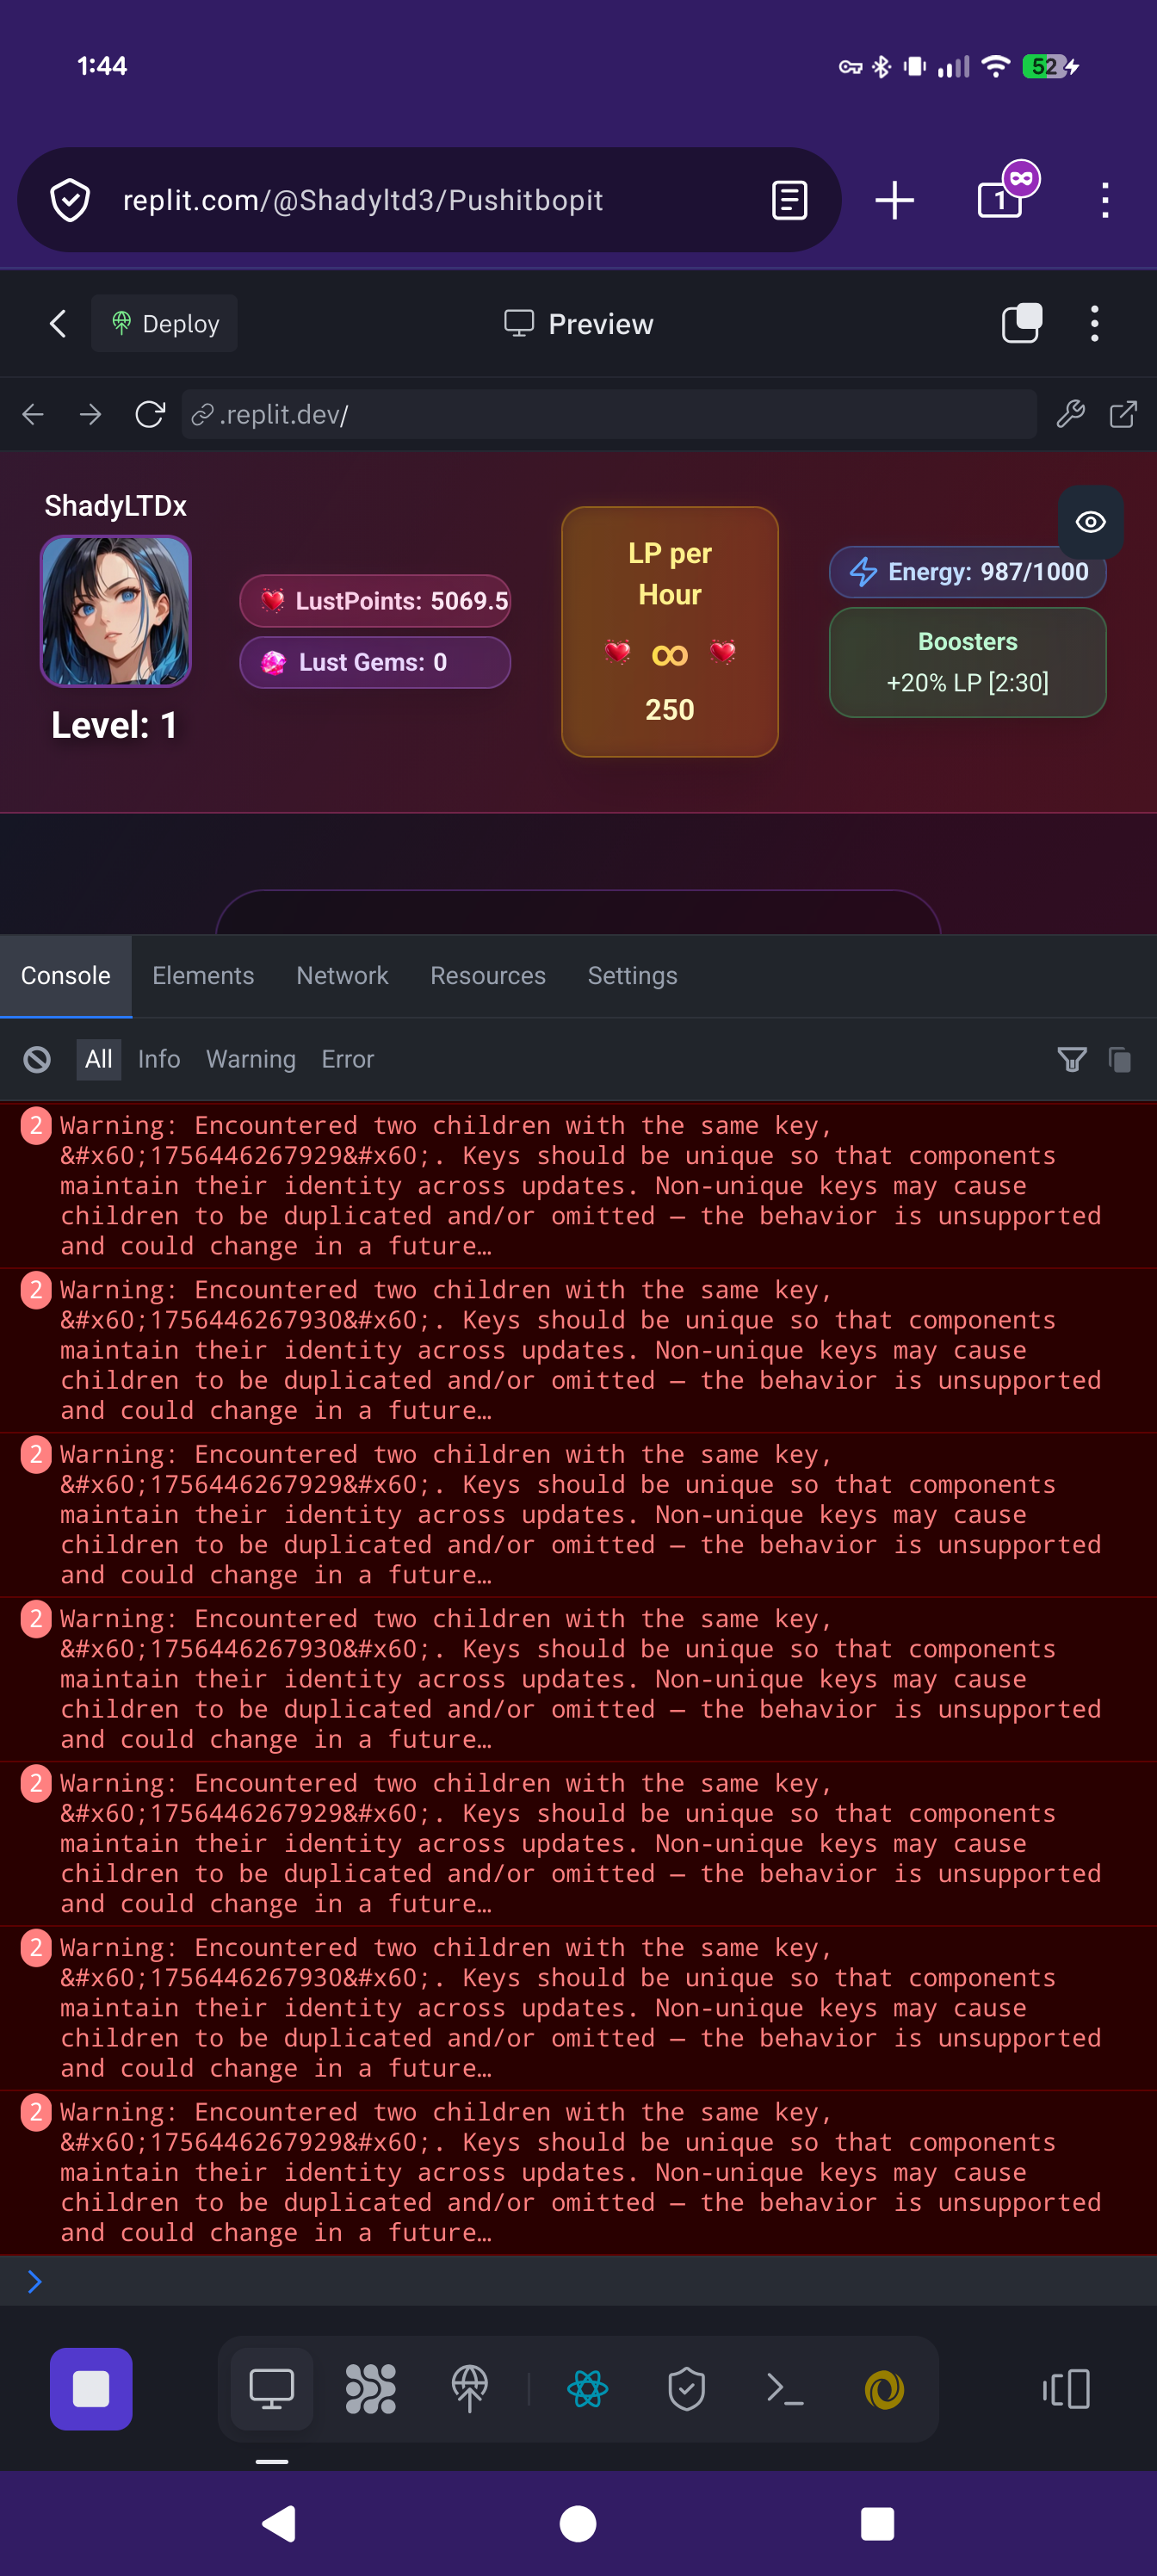 1:44
52
replit.com/@Shadyltd3/Pushitbopit
1
Deploy
Preview
.replit.dev/
ShadyLTDx
Level: 1
LustPoints: 5069.5
Lust Gems: 0
LP per
Hour
∞
250
Energy: 987/1000
Boosters
+20% LP [2:30]
Console Elements Network Resources Settings
All Info Warning Error
2 Warning: Encountered two children with the same key,
&#x60;1756446267929&#x60;. Keys should be unique so that components
maintain their identity across updates. Non-unique keys may cause
children to be duplicated and/or omitted — the behavior is unsupported
and could change in a future…
2 Warning: Encountered two children with the same key,
&#x60;1756446267930&#x60;. Keys should be unique so that components
maintain their identity across updates. Non-unique keys may cause
children to be duplicated and/or omitted — the behavior is unsupported
and could change in a future…
2 Warning: Encountered two children with the same key,
&#x60;1756446267929&#x60;. Keys should be unique so that components
maintain their identity across updates. Non-unique keys may cause
children to be duplicated and/or omitted — the behavior is unsupported
and could change in a future…
2 Warning: Encountered two children with the same key,
&#x60;1756446267930&#x60;. Keys should be unique so that components
maintain their identity across updates. Non-unique keys may cause
children to be duplicated and/or omitted — the behavior is unsupported
and could change in a future…
2 Warning: Encountered two children with the same key,
&#x60;1756446267929&#x60;. Keys should be unique so that components
maintain their identity across updates. Non-unique keys may cause
children to be duplicated and/or omitted — the behavior is unsupported
and could change in a future…
2 Warning: Encountered two children with the same key,
&#x60;1756446267930&#x60;. Keys should be unique so that components
maintain their identity across updates. Non-unique keys may cause
children to be duplicated and/or omitted — the behavior is unsupported
and could change in a future…
2 Warning: Encountered two children with the same key,
&#x60;1756446267929&#x60;. Keys should be unique so that components
maintain their identity across updates. Non-unique keys may cause
children to be duplicated and/or omitted — the behavior is unsupported
and could change in a future…